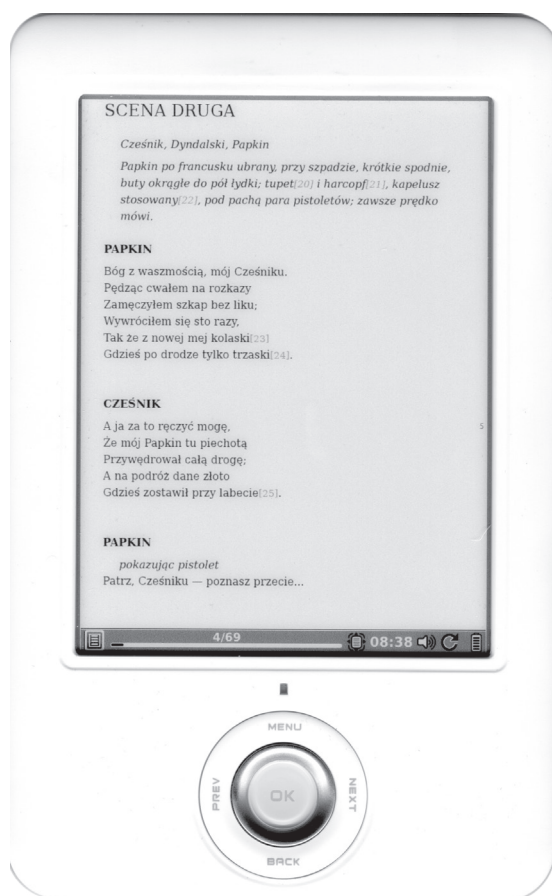 SCENA DRUGA
Cześnik, Dyndalski, Papkin
Papkin po francusku ubrany, przy szpadzie, krótkie spodnie,
buty okrągłe do pół łydki; tupet[20] i harcopf[21], kapelusz
stosowany[22], pod pachą para pistoletów; zawsze prędko
mówi.
PAPKIN
Bóg z waszmością, mój Cześniku.
Pędząc cwałem na rozkazy
Zamęczyłem szkap bez liku;
Wywróciłem się sto razy,
Tak że z nowej mej kolaski[23]
Gdzieś po drodze tylko trzaski[24].
CZEŚNIK
A ja za to ręczyć mogę,
Że mój Papkin tu piechotą
Przywędrował całą drogę;
A na podróż dane złoto
Gdzieś zostawił przy labecie[25].
PAPKIN
pokazując pistolet
Patrz, Cześniku — poznasz przecie...
4/69
08:38
MENU
PREV
OK
NEXT
BACK